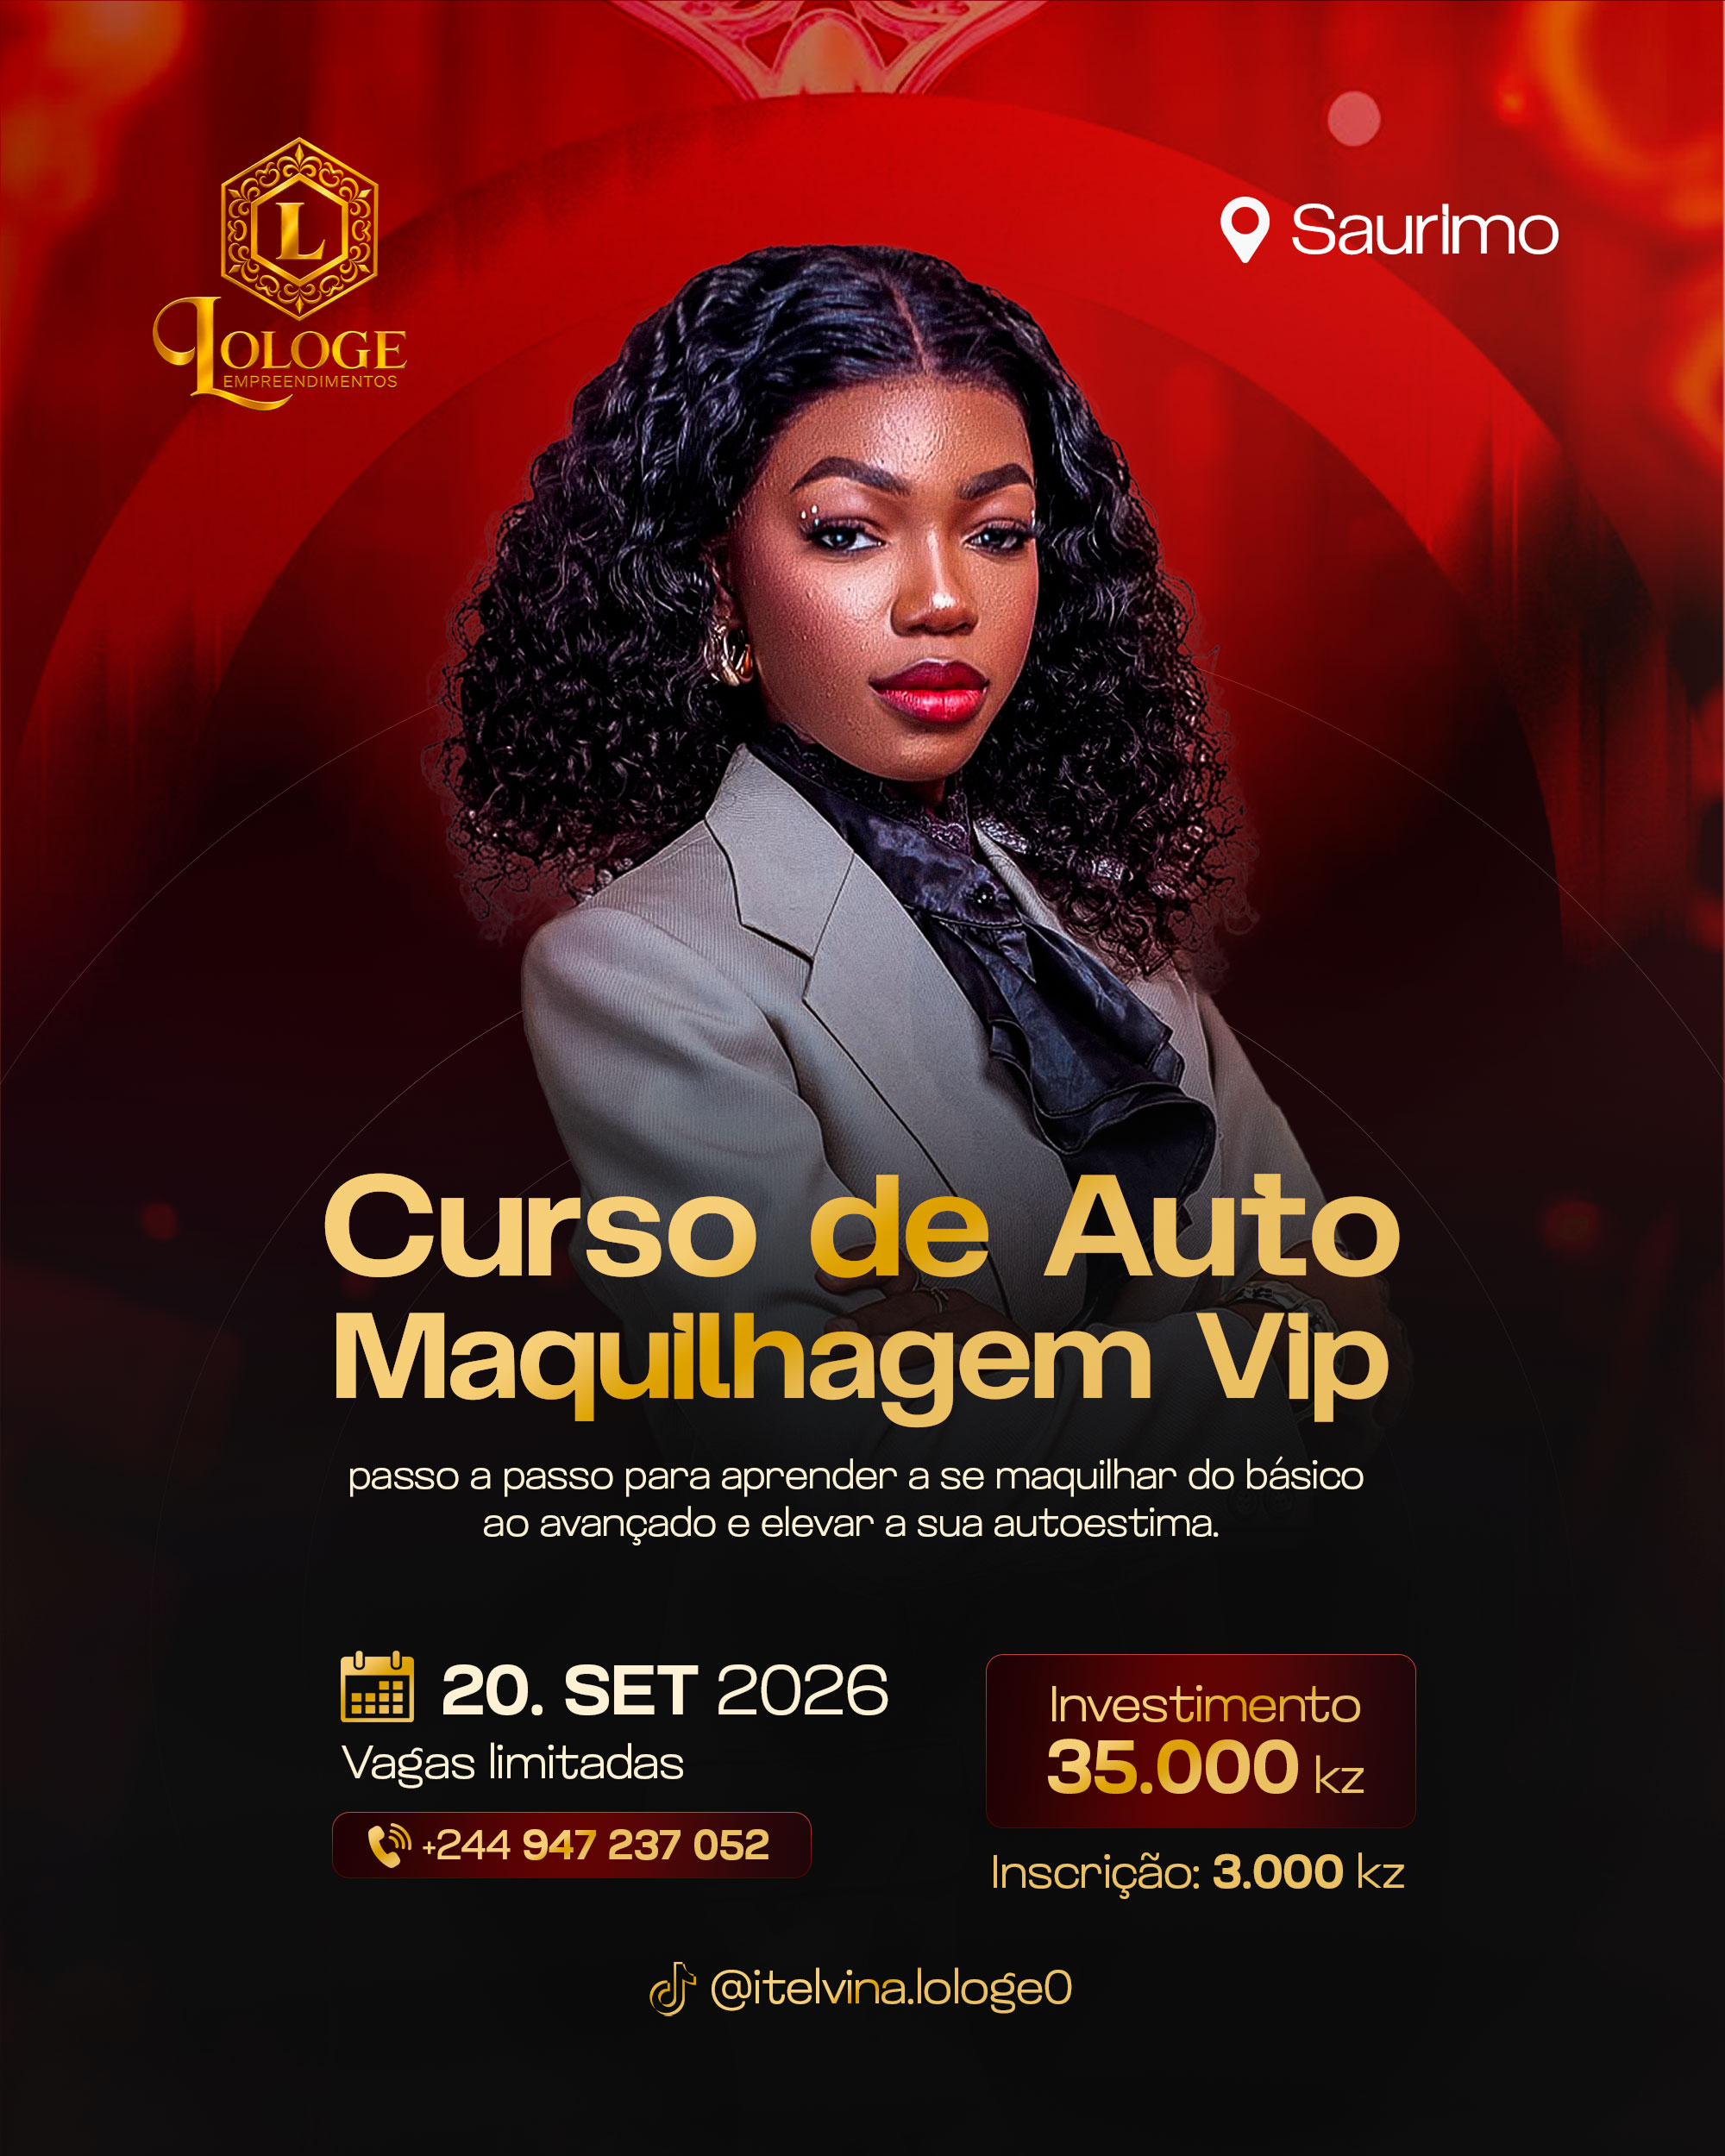 L
LOLOGE
EMPREENDIMENTOS
SaurImo
Curso de Auto
Maquilhagem Vip
passo a passo para aprender a se maquilhar do básico
ao avançado e elevar a sua autoestima.
20. SET 2026
Vagas limitadas
+244 947 237 052
Investimento
35.000 kz
Inscrição: 3.000 kz
@itelvina.lologe0